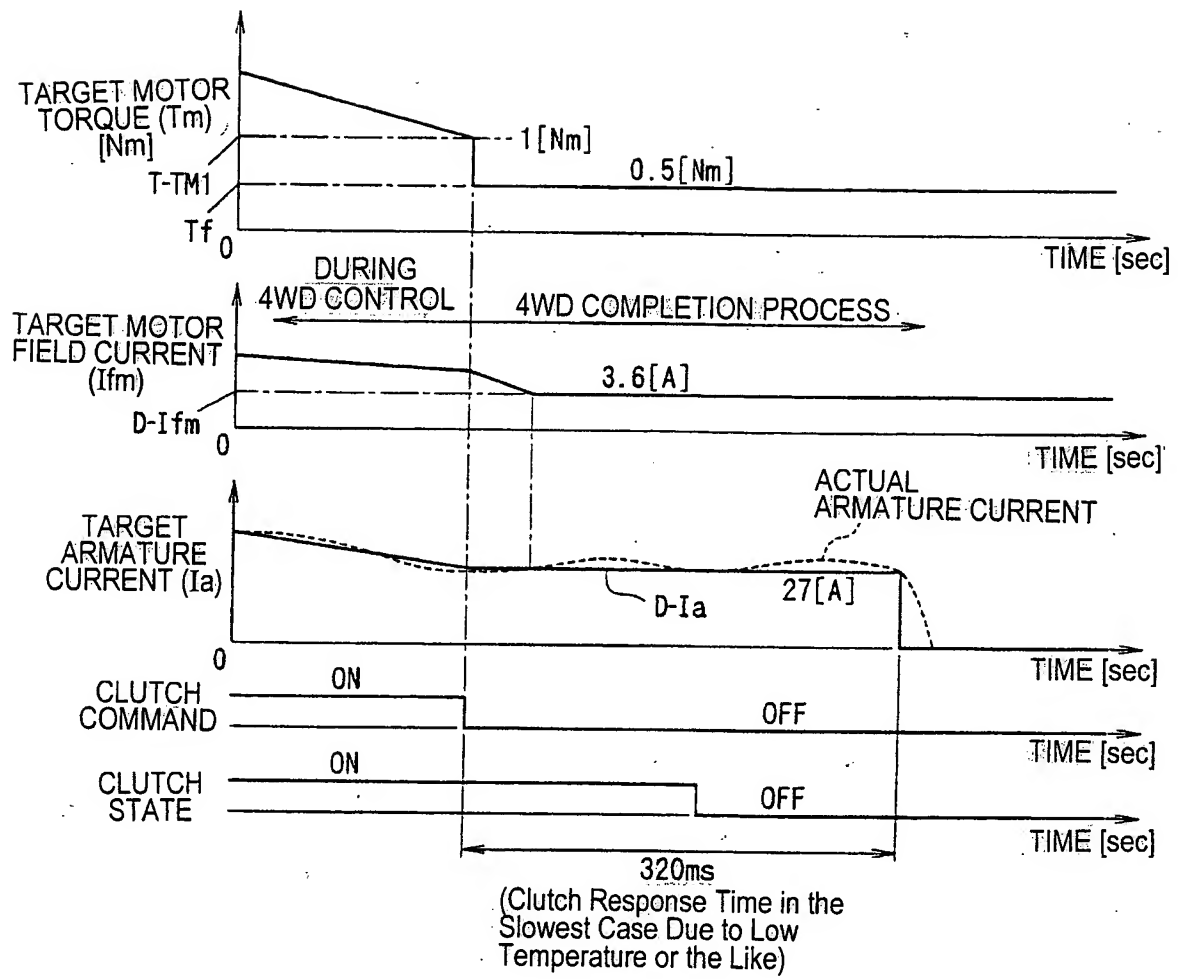 TARGET MOTOR
TORQUE (Tm)
[Nm]
1[Nm]
T-TM1
0.5[Nm]
Tf
0
TIME [sec]
DURING
4WD CONTROL
4WD COMPLETION PROCESS
TARGET MOTOR
FIELD CURRENT
(Ifm)
3.6[A]
D-Ifm
0
TIME [sec]
ACTUAL
ARMATURE CURRENT
TARGET
ARMATURE
CURRENT (Ia)
D-Ia
27[A]
0
TIME [sec]
CLUTCH
COMMAND
ON
OFF
TIME [sec]
CLUTCH
STATE
ON
OFF
TIME [sec]
320ms
(Clutch Response Time in the
Slowest Case Due to Low
Temperature or the Like)